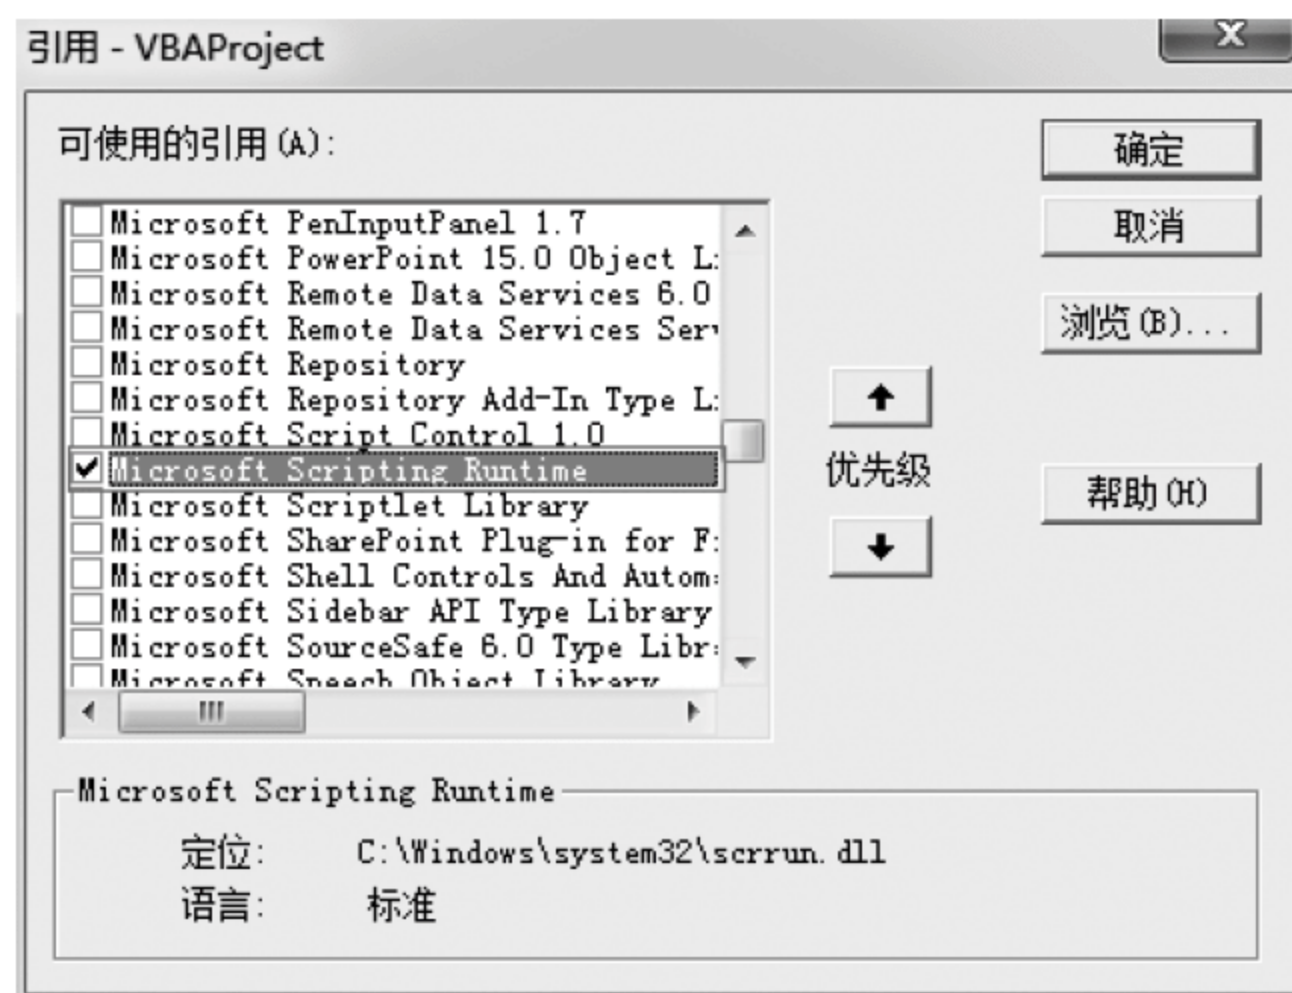 引用 - VBAProject
可使用的引用(A):
Microsoft PenInputPanel 1.7
Microsoft PowerPoint 15.0 Object
Microsoft Remote Data Services 6.0
Microsoft Remote Data Services
Microsoft Repository
Microsoft Repository Add-In Type
Microsoft Script Control 1.0
Microsoft Scripting Runtime
Microsoft Scriptlet Library
Microsoft SharePoint Plug-in for
Microsoft Shell Controls And
Microsoft Sidebar API Type Library
Microsoft SourceSafe 6.0 Type
Microsoft Speech Object Library
确定
取消
浏览(B)...
优先级
帮助(H)
Microsoft Scripting Runtime
定位: C:\Windows\system32\scrrun.dll
语言: 标准